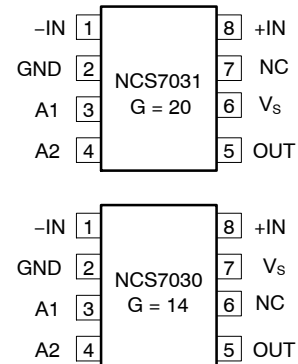 −IN 1 8 +IN
GND 2 NCS7031 7 NC
A1 3 G = 20 6 VS
A2 4 5 OUT
−IN 1 8 +IN
GND 2 NCS7030 7 VS
A1 3 G = 14 6 NC
A2 4 5 OUT